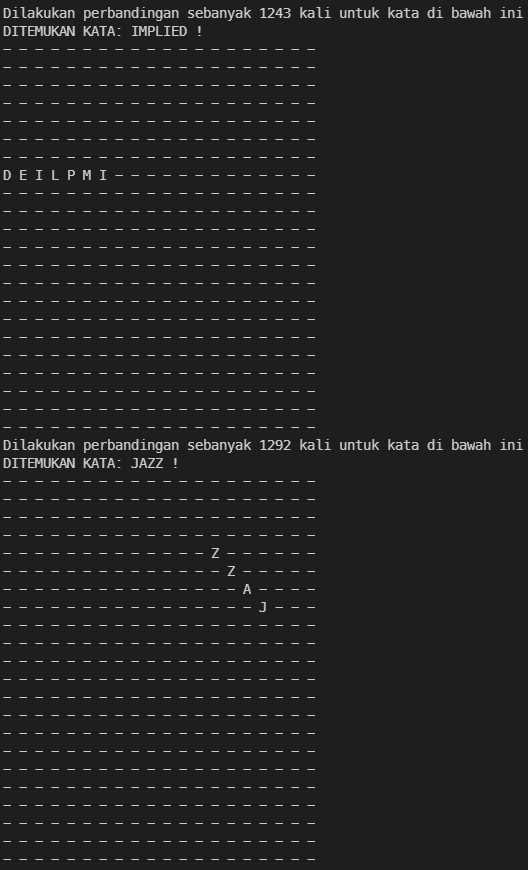 Dilakukan perbandingan sebanyak 1243 kali untuk kata di bawah ini
DITEMUKAN KATA: IMPLIED !
- - - - - - - - - - - - - - - - - - - -
- - - - - - - - - - - - - - - - - - - -
- - - - - - - - - - - - - - - - - - - -
- - - - - - - - - - - - - - - - - - - -
- - - - - - - - - - - - - - - - - - - -
- - - - - - - - - - - - - - - - - - - -
- - - - - - - - - - - - - - - - - - - -
D E I L P M I - - - - - - - - - - - - -
- - - - - - - - - - - - - - - - - - - -
- - - - - - - - - - - - - - - - - - - -
- - - - - - - - - - - - - - - - - - - -
- - - - - - - - - - - - - - - - - - - -
- - - - - - - - - - - - - - - - - - - -
- - - - - - - - - - - - - - - - - - - -
- - - - - - - - - - - - - - - - - - - -
- - - - - - - - - - - - - - - - - - - -
- - - - - - - - - - - - - - - - - - - -
- - - - - - - - - - - - - - - - - - - -
- - - - - - - - - - - - - - - - - - - -
- - - - - - - - - - - - - - - - - - - -
- - - - - - - - - - - - - - - - - - - -
- - - - - - - - - - - - - - - - - - - -
Dilakukan perbandingan sebanyak 1292 kali untuk kata di bawah ini
DITEMUKAN KATA: JAZZ !
- - - - - - - - - - - - - - - - - - - -
- - - - - - - - - - - - - - - - - - - -
- - - - - - - - - - - - - - - - - - - -
- - - - - - - - - - - - - - - - - - - -
- - - - - - - - - - - - - Z - - - - - -
- - - - - - - - - - - - - - Z - - - - -
- - - - - - - - - - - - - - - A - - - -
- - - - - - - - - - - - - - - - J - - -
- - - - - - - - - - - - - - - - - - - -
- - - - - - - - - - - - - - - - - - - -
- - - - - - - - - - - - - - - - - - - -
- - - - - - - - - - - - - - - - - - - -
- - - - - - - - - - - - - - - - - - - -
- - - - - - - - - - - - - - - - - - - -
- - - - - - - - - - - - - - - - - - - -
- - - - - - - - - - - - - - - - - - - -
- - - - - - - - - - - - - - - - - - - -
- - - - - - - - - - - - - - - - - - - -
- - - - - - - - - - - - - - - - - - - -
- - - - - - - - - - - - - - - - - - - -
- - - - - - - - - - - - - - - - - - - -
- - - - - - - - - - - - - - - - - - - -